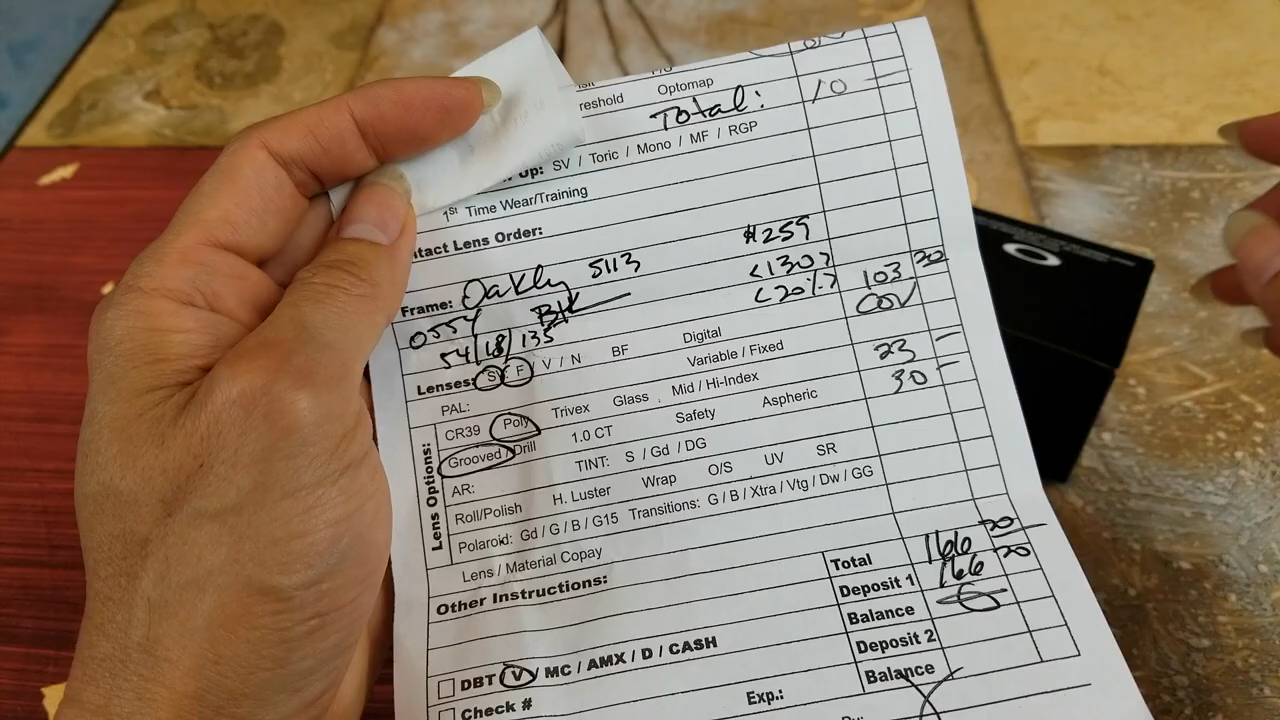 reshold Optomap
Total: 10 —
Up: SV / Toric / Mono / MF / RGP
1St Time Wear/Training
ntact Lens Order:
Frame: Oakly 5113 $259
0554 Blk <130>
54/18/135 <20%> 103 20
Lenses: SV F V / N BF Digital COV
PAL: Variable / Fixed
CR39 Poly Trivex Glass Mid / Hi-Index 23 —
Grooved / Drill 1.0 CT Safety Aspheric 30 —
AR: TINT: S / Gd / DG
Roll/Polish H. Luster Wrap O/S UV SR
Polaroid: Gd / G / B / G15 Transitions: G / B / Xtra / Vtg / Dw / GG
Lens / Material Copay
Lens Options:
Other Instructions:
Total 166 20
Deposit 1 166 20
Balance 0
Deposit 2
Balance
DBT V / MC / AMX / D / CASH
Check #
Exp.: